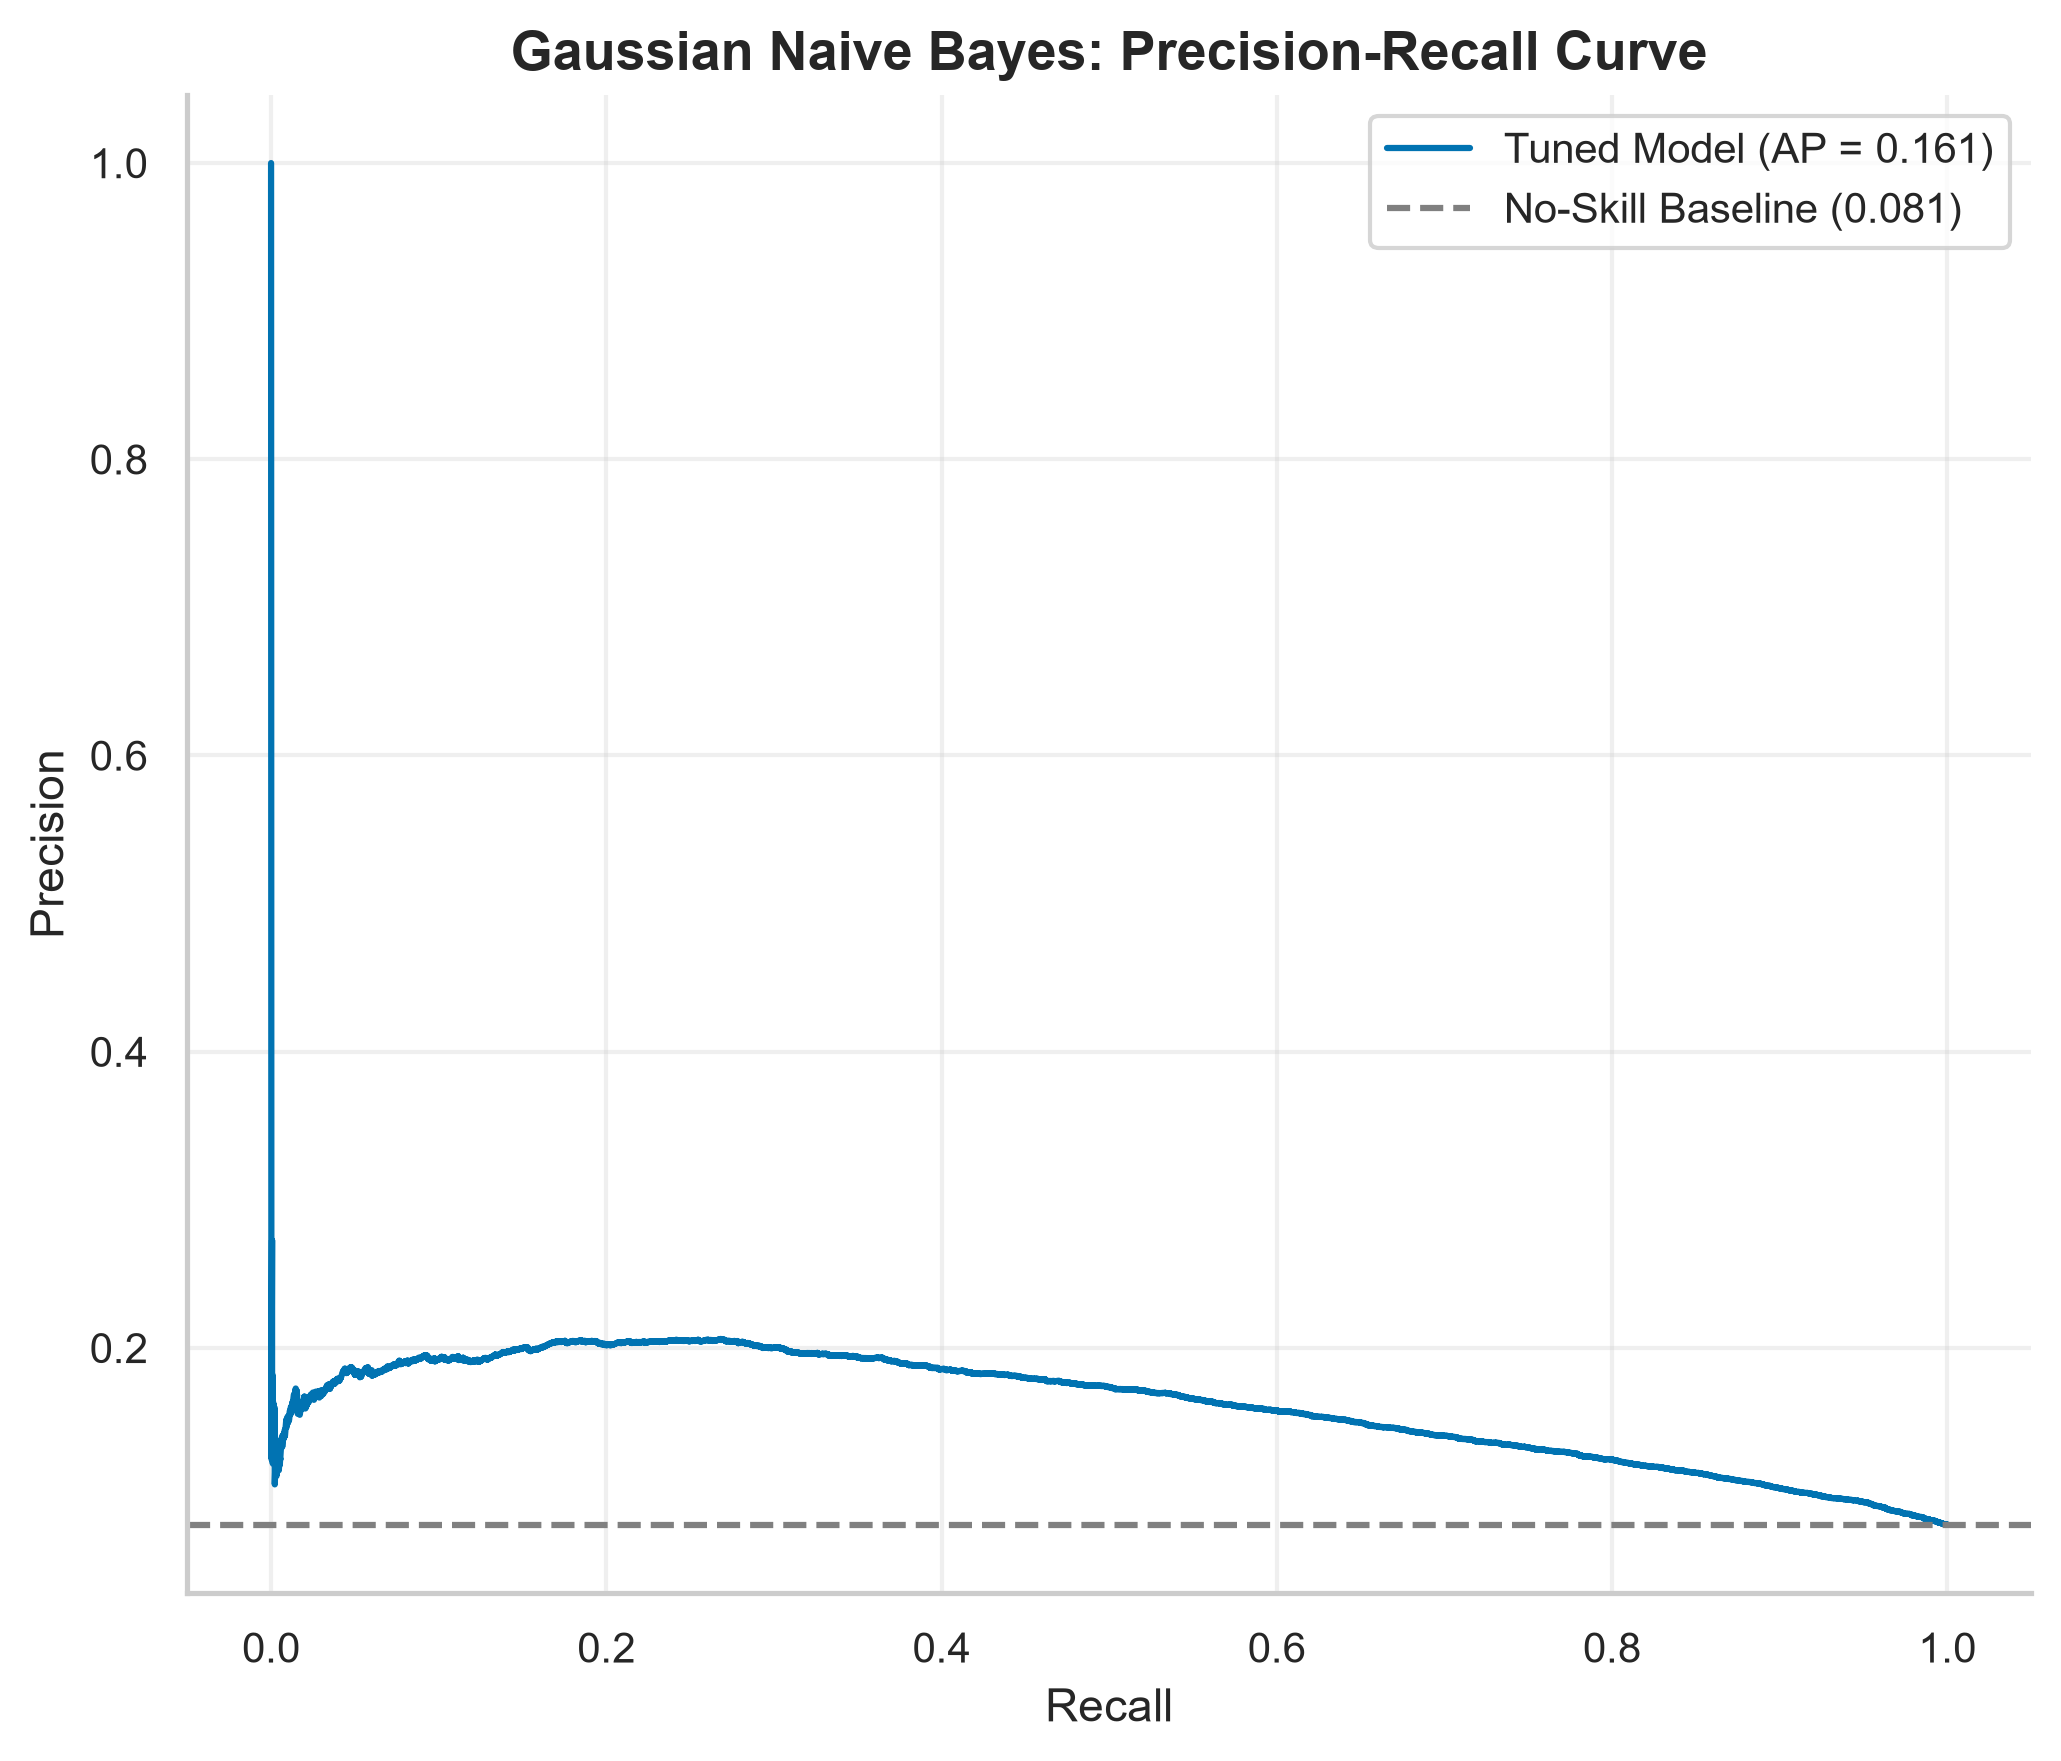 Gaussian Naive Bayes: Precision-Recall Curve
Tuned Model (AP = 0.161)
No-Skill Baseline (0.081)
1.0
0.8
0.6
0.4
0.2
Precision
0.0
0.2
0.4
0.6
0.8
1.0
Recall